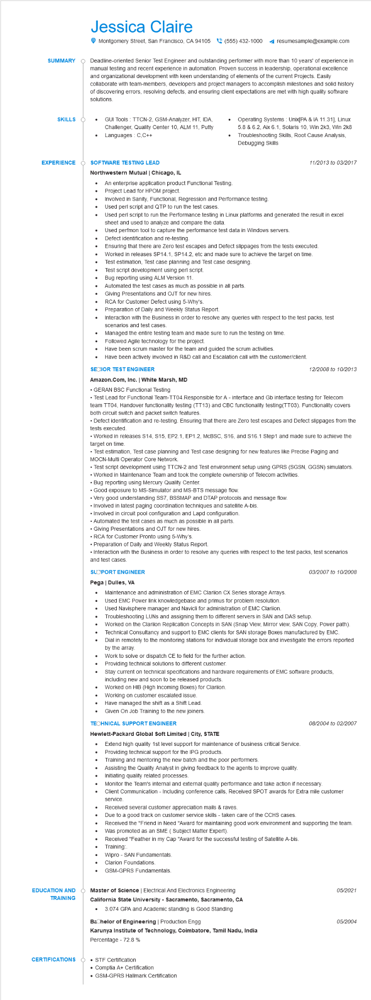 Jessica Claire
Montgomery Street, San Francisco, CA 94105 (555) 432-1000 resumesample@example.com
SUMMARY
Deadline-oriented Senior Test Engineer and outstanding performer with more than 10 years' of experience in
manual testing and recent experience in automation. Proven success in leadership, operational excellence
and organizational development with keen understanding of elements of the current Projects. Easily
collaborate with team-members, developers and project managers to accomplish milestones and solid history
of discovering errors, resolving defects, and ensuring client expectations are met with high quality software
solutions.
SKILLS
• GUI Tools : TTCN-2, GSM-Analyzer, HIT, IDA,
Challenger, Quality Center 10, ALM 11, Putty
• Languages : C,C++
• Operating Systems : Unix[PA & IA 11.31], Linux
5.8 & 6.2, Aix 6.1, Solaris 10, Win 2k3, Win 2k8
• Troubleshooting Skills, Root Cause Analysis,
Debugging Skills
EXPERIENCE
SOFTWARE TESTING LEAD 11/2013 to 03/2017
Northwestern Mutual | Chicago, IL
• An enterprise application product Functional Testing.
• Project Lead for HPOM project.
• Involved in Sanity, Functional, Regression and Performance testing.
• Used perl script and QTP to run the test cases.
• Used perl script to run the Performance testing in Linux platforms and generated the result in excel
sheet and used to analyze and compare the data.
• Used perfmon tool to capture the performance test data in Windows servers.
• Defect identification and re-testing.
• Ensuring that there are Zero test escapes and Defect slippages from the tests executed.
• Worked in releases SP14.1, SP14.2, etc and made sure to achieve the target on time.
• Test estimation, Test case planning and Test case designing.
• Test script development using perl script.
• Bug reporting using ALM Version 11.
• Automated the test cases as much as possible in all parts.
• Giving Presentations and OJT for new hires.
• RCA for Customer Defect using 5-Why's.
• Preparation of Daily and Weekly Status Report.
• Interaction with the Business in order to resolve any queries with respect to the test packs, test
scenarios and test cases.
• Managed the entire testing team and made sure to run the testing on time.
• Followed Agile technology for the project.
• Have been scrum master for the team and guided the scrum activities.
• Have been actively involved in R&D call and Escalation call with the customer/client.
SENIOR TEST ENGINEER 12/2008 to 10/2013
Amazon.Com, Inc. | White Marsh, MD
• GERAN BSC Functional Testing
• Test Lead for Functional Team-TT04.Responsible for A - interface and Gb interface testing for Telecom
team TT04, Handover functionality testing (TT13) and CBC functionality testing(TT03). Functionality covers
both circuit switch and packet switch features.
• Defect identification and re-testing. Ensuring that there are Zero test escapes and Defect slippages from the
tests executed.
• Worked in releases S14, S15, EP2.1, EP1.2, McBSC, S16, and S16.1 Step1 and made sure to achieve the
target on time.
• Test estimation, Test case planning and Test case designing for new features like Precise Paging and
MOCN-Multi Operator Core Network.
• Test script development using TTCN-2 and Test environment setup using GPRS (SGSN, GGSN) simulators.
• Worked in Maintenance Team and took the complete ownership of Telecom activities.
• Bug reporting using Mercury Quality Center.
• Good exposure to MS-Simulator and MS-BTS message flow.
• Very good understanding SS7, BSSMAP and DTAP protocols and message flow.
• Involved in latest paging coordination techniques and satellite A-bis.
• Involved in circuit pool configuration and Lapd configuration.
• Automated the test cases as much as possible in all parts.
• Giving Presentations and OJT for new hires.
• RCA for Customer Pronto using 5-Why's.
• Preparation of Daily and Weekly Status Report.
• Interaction with the Business in order to resolve any queries with respect to the test packs, test scenarios
and test cases.
SUPPORT ENGINEER 03/2007 to 10/2008
Pega | Dulles, VA
• Maintenance and administration of EMC Clariion CX Series storage Arrays.
• Used EMC Power link knowledgebase and primus for problem resolution.
• Used Navisphere manager and Navicli for administration of EMC Clariion.
• Troubleshooting LUNs and assigning them to different servers in SAN and DAS setup.
• Worked on the Clariion Replication Concepts in SAN (Snap View, Mirror view, SAN Copy, Power path).
• Technical Consultancy and support to EMC clients for SAN storage Boxes manufactured by EMC.
• Dial in remotely to the monitoring stations for individual storage box and investigate the errors reported
by the array.
• Work to solve or dispatch CE to field for the further action.
• Providing technical solutions to different customer.
• Stay current on technical specifications and hardware requirements of EMC software products,
including new and soon to be released products.
• Worked on HIB (High Incoming Boxes) for Clariion.
• Working on customer escalated issue.
• Have managed the shift as a Shift Lead.
• Given On Job Training to the new joiners.
TECHNICAL SUPPORT ENGINEER 08/2004 to 02/2007
Hewlett-Packard Global Soft Limited | City, STATE
• Extend high quality 1st level support for maintenance of business critical Service.
• Providing technical support for the IPG products.
• Training and mentoring the new batch and the poor performers.
• Assisting the Quality Analyst in giving feedback to the agents to improve quality.
• Initiating quality related processes.
• Monitor the Team's internal and external quality performance and take action if necessary.
• Client Communication - Including conference calls, Received SPOT awards for Extra mile customer
service.
• Received several customer appreciation mails & raves.
• Due to a good track on customer service skills - taken care of the CCHS cases.
• Received the "Friend in Need "Award for maintaining good work environment and supporting the team.
• Was promoted as an SME ( Subject Matter Expert).
• Received "Feather in my Cap "Award for the successful testing of Satellite A-bis.
• Training:.
• Wipro - SAN Fundamentals.
• Clarion Foundations.
• GSM-GPRS Fundamentals.
EDUCATION AND
TRAINING
Master of Science | Electrical And Electronics Engineering 05/2021
California State University - Sacramento, Sacramento, CA
• 3.074 GPA and Academic standing is Good Standing
Bachelor of Engineering | Production Engg 05/2004
Karunya Institute of Technology, Coimbatore, Tamil Nadu, India
Percentage - 72.8 %
CERTIFICATIONS
• STF Certification
• Comptia A+ Certification
• GSM-GPRS Hallmark Certification